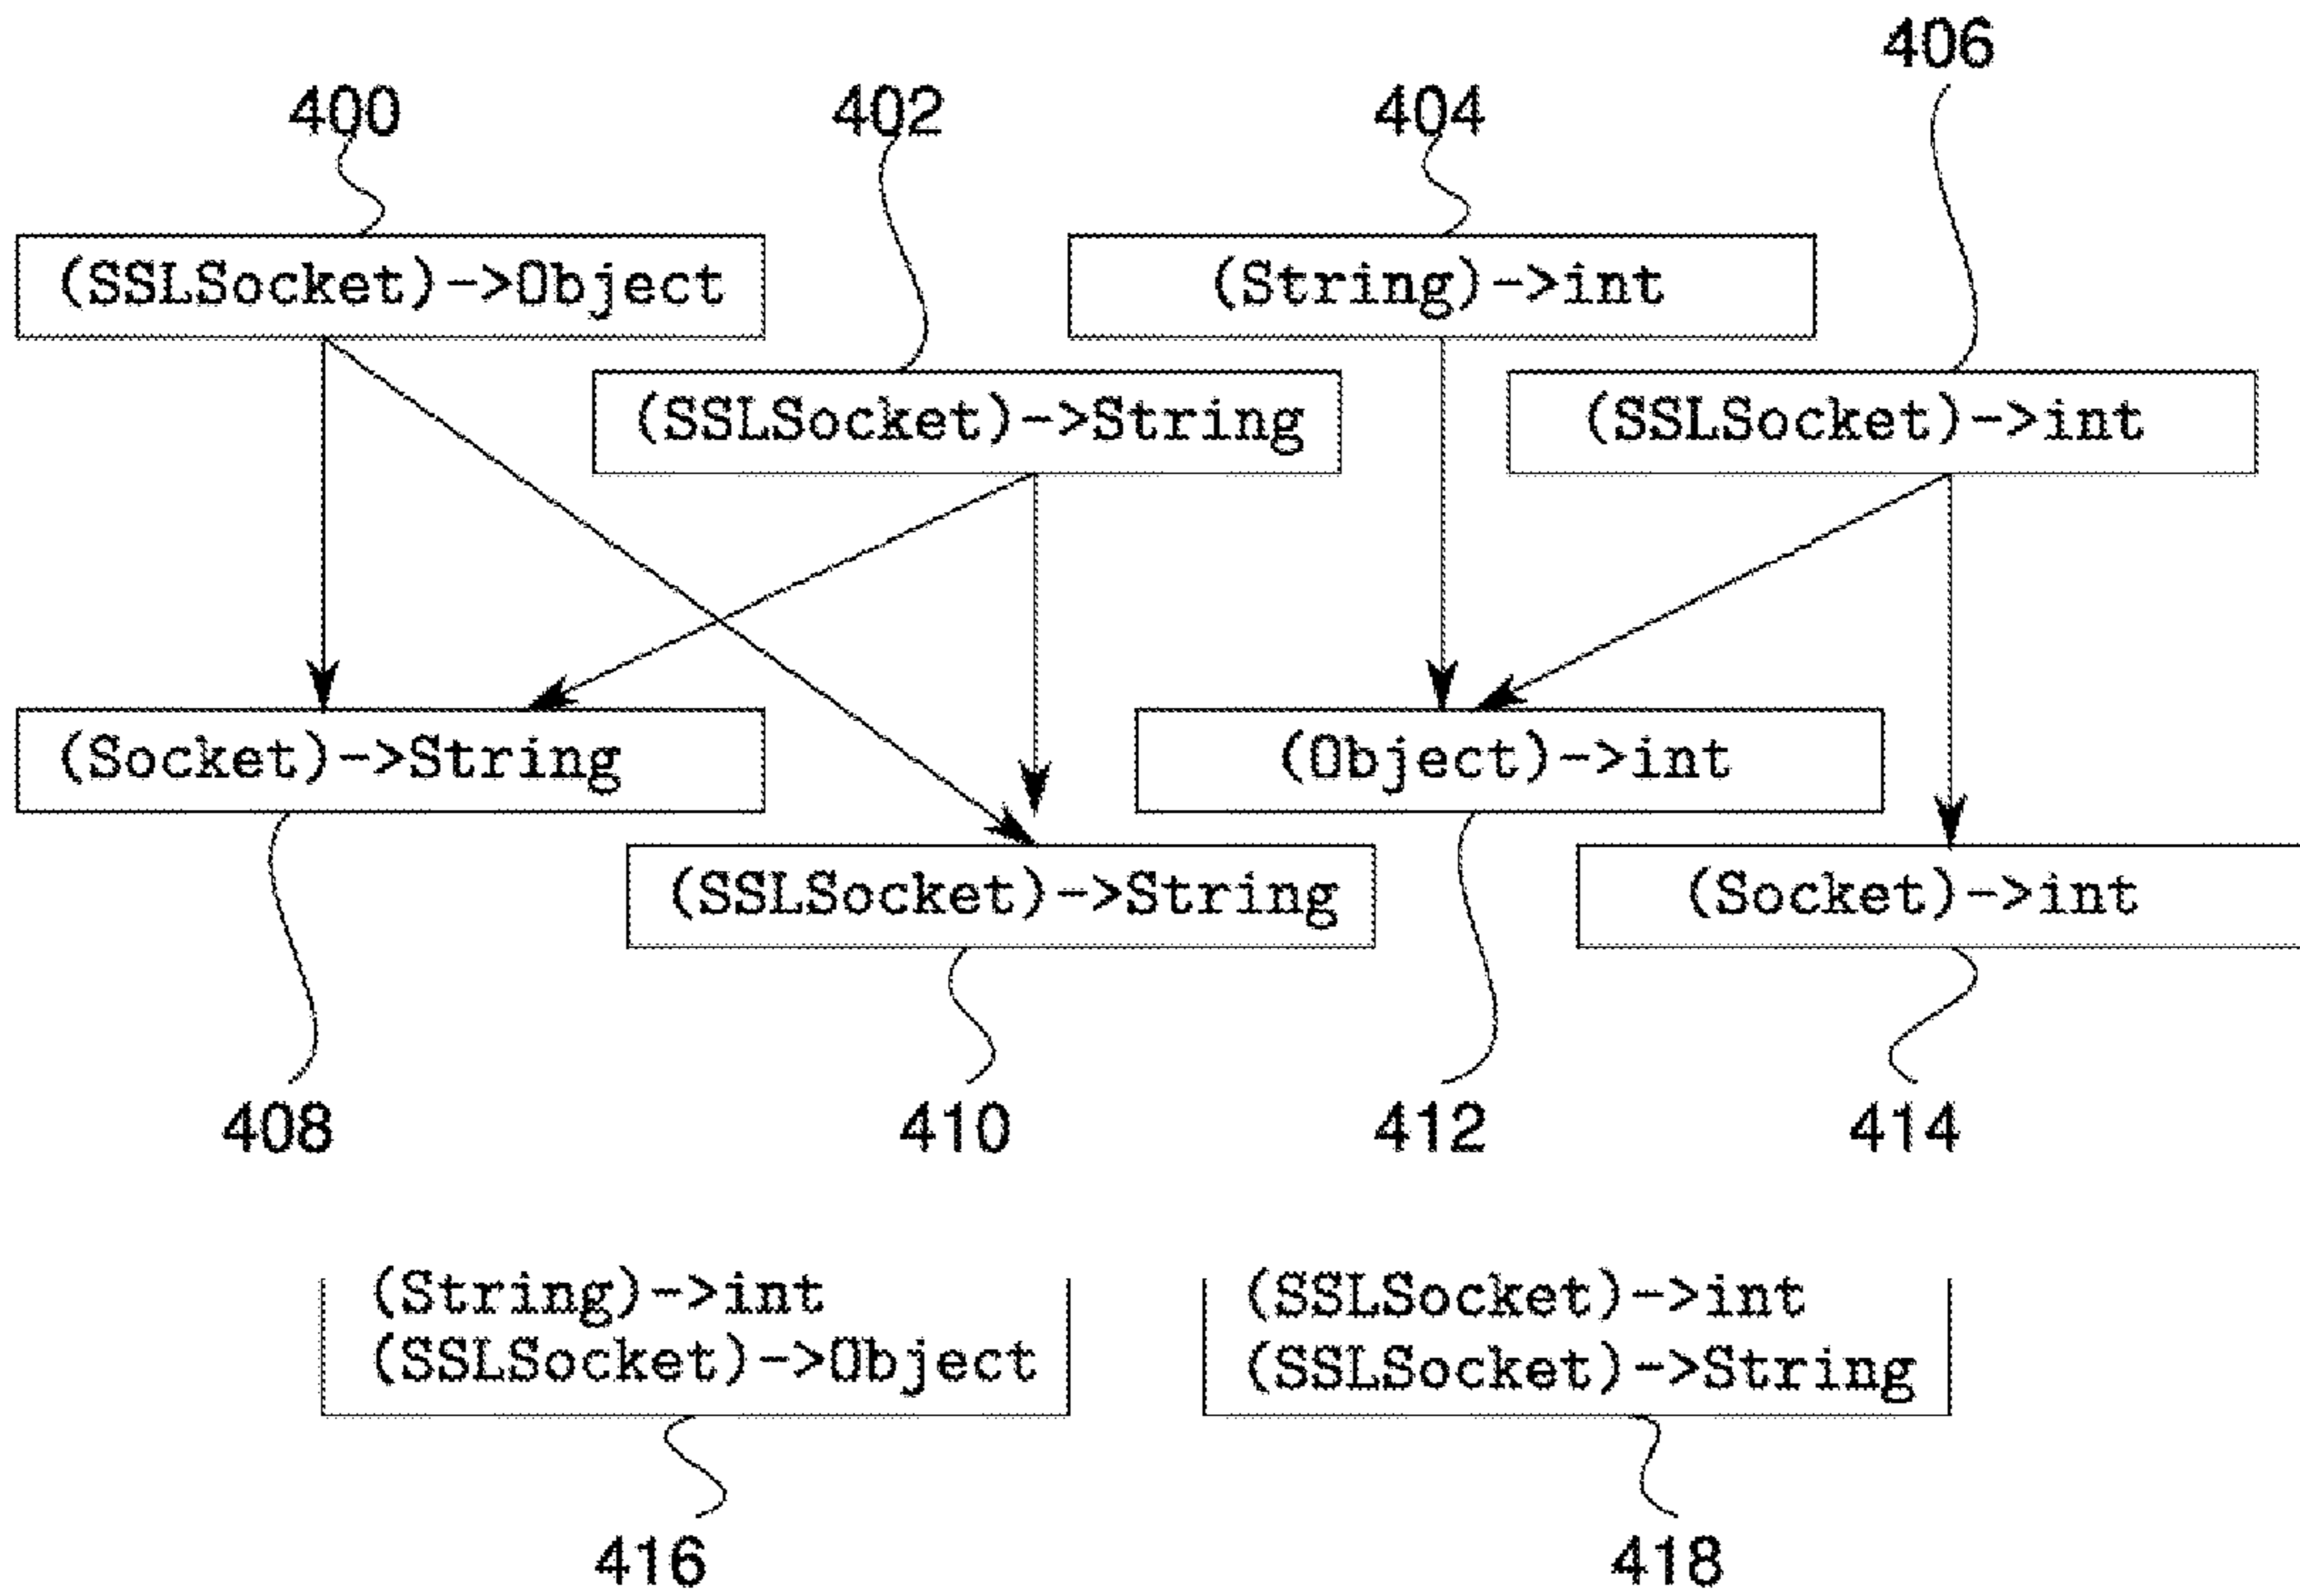 406
400
402
404
(SSLSocket)->Object
(String)->int
(SSLSocket)->String
(SSLSocket)->int
(Socket)->String
(Object)->int
(SSLSocket)->String
(Socket)->int
408
410
412
414
(String)->int
(SSLSocket)->Object
(SSLSocket)->int
(SSLSocket)->String
416
418